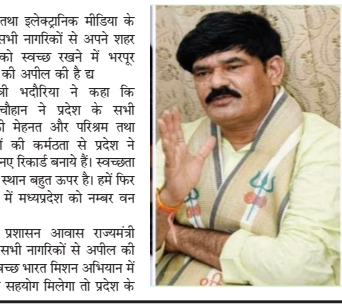 तथा इलेक्ट्रानिक मीडिया के
सभी नागरिकों से अपने शहर
को स्वच्छ रखने में भरपूर
की अपील की है द्य
त्री भदौरिया ने कहा कि
चौहान ने प्रदेश के सभी
मेहनत और परिश्रम तथा
की कर्मठता से प्रदेश ने
नए रिकार्ड बनाये हैं। स्वच्छता
स्थान बहुत ऊपर है। हमें फिर
में मध्यप्रदेश को नम्बर वन
प्रशासन आवास राज्यमंत्री
सभी नागरिकों से अपील की
वच्छ भारत मिशन अभियान में
सहयोग मिलेगा तो प्रदेश के